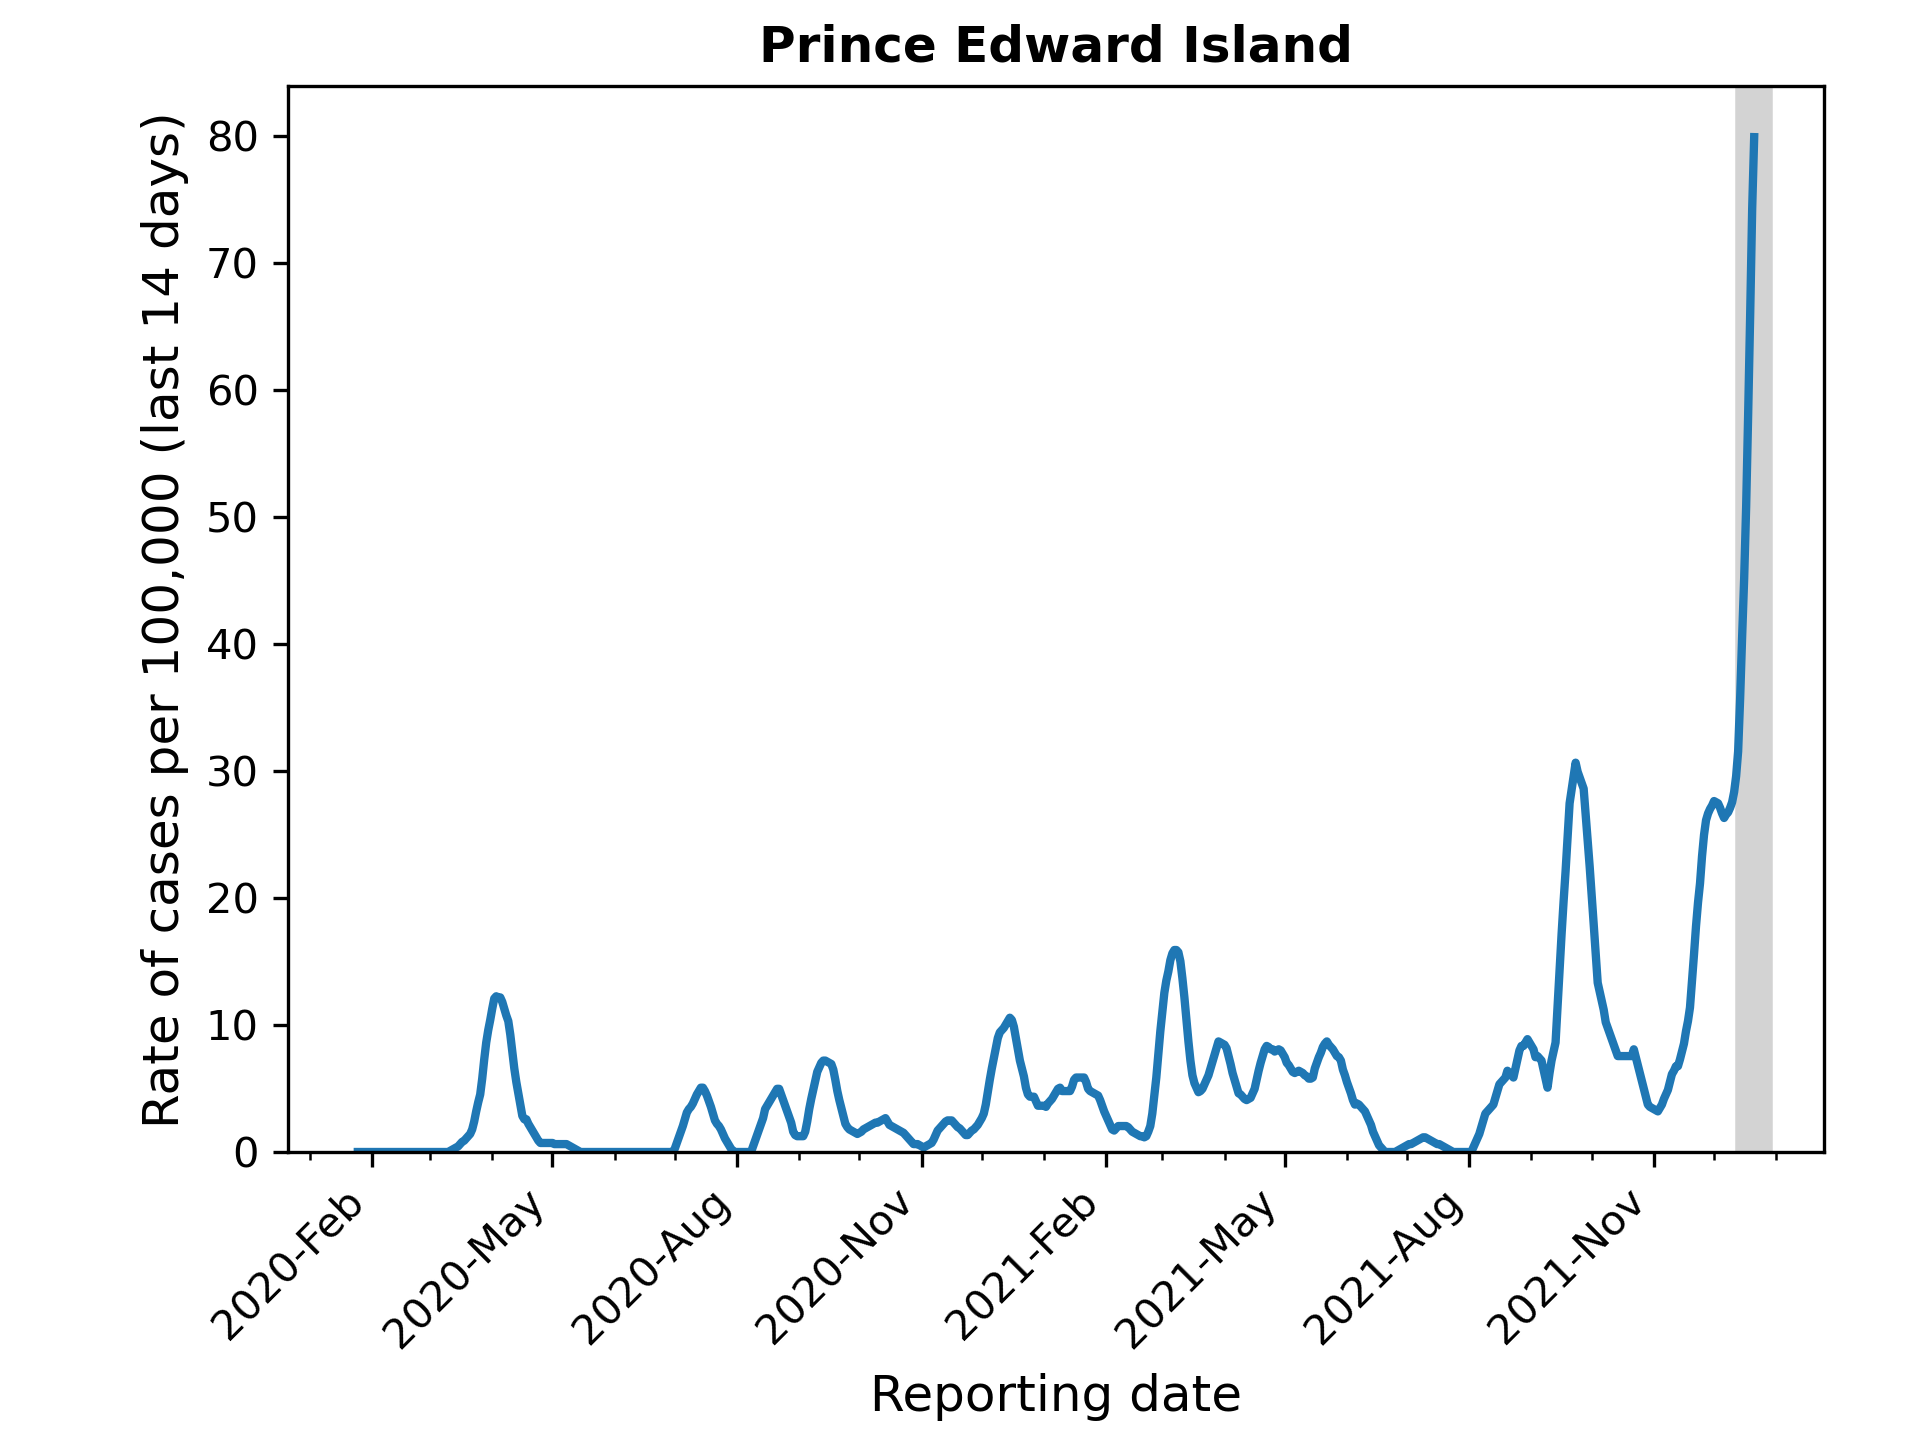 Prince Edward Island
Rate of cases per 100,000 (last 14 days)
80
70
60
50
40
30
20
10
0
2020-Feb
2020-May
2020-Aug
2020-Nov
2021-Feb
2021-May
2021-Aug
2021-Nov
Reporting date